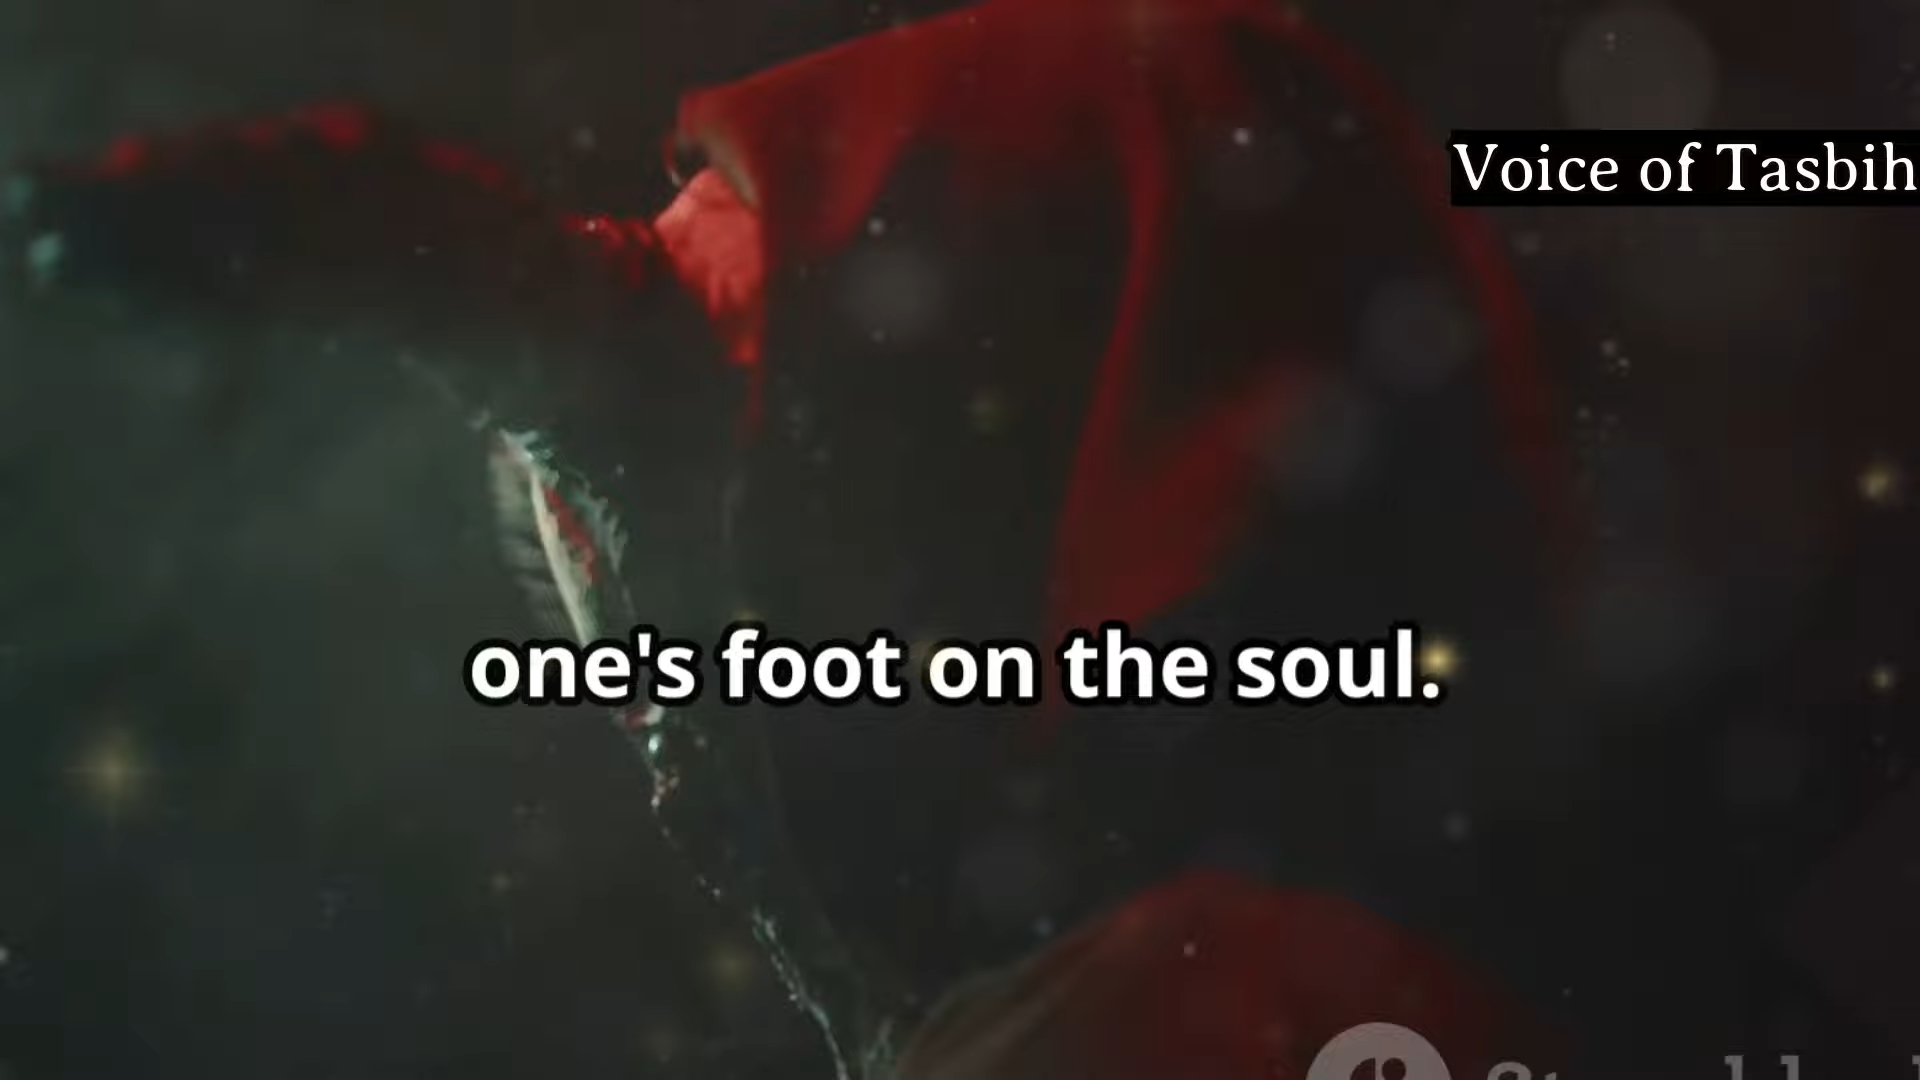 Voice of Tasbih
one's foot on the soul.